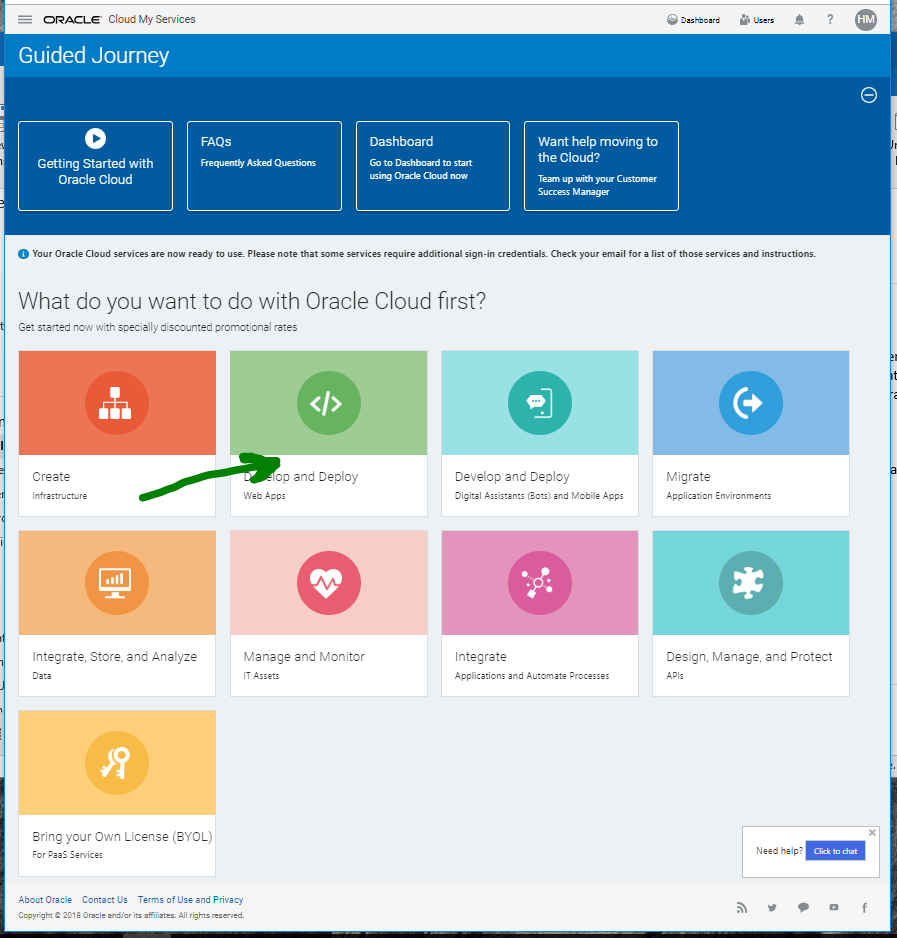 ORACLE Cloud My Services
Dashboard
Users
?
HM
Guided Journey
Getting Started with
Oracle Cloud
FAQs
Frequently Asked Questions
Dashboard
Go to Dashboard to start
using Oracle Cloud now
Want help moving to
the Cloud?
Team up with your Customer
Success Manager
Your Oracle Cloud services are now ready to use. Please note that some services require additional sign-in credentials. Check your email for a list of those services and instructions.
What do you want to do with Oracle Cloud first?
Get started now with specially discounted promotional rates
Create
Infrastructure
Develop and Deploy
Web Apps
Develop and Deploy
Digital Assistants (Bots) and Mobile Apps
Migrate
Application Environments
Integrate, Store, and Analyze
Data
Manage and Monitor
IT Assets
Integrate
Applications and Automate Processes
Design, Manage, and Protect
APIs
Bring your Own License (BYOL)
For PaaS Services
Need help? Click to chat
About Oracle Contact Us Terms of Use and Privacy
Copyright © 2018 Oracle and/or its affiliates. All rights reserved.